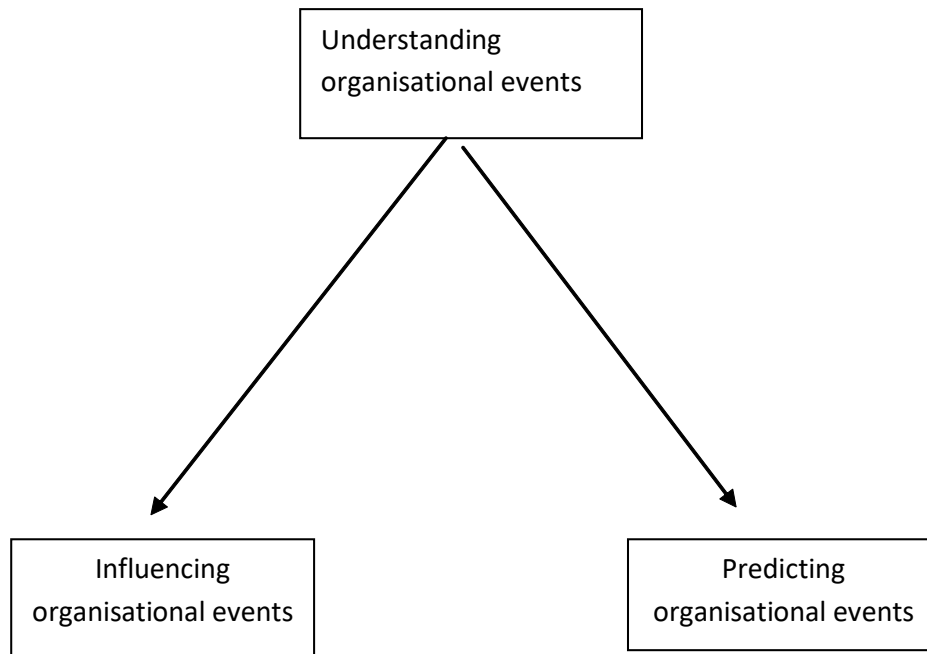 Understanding
organisational events
Influencing
organisational events
Predicting
organisational events